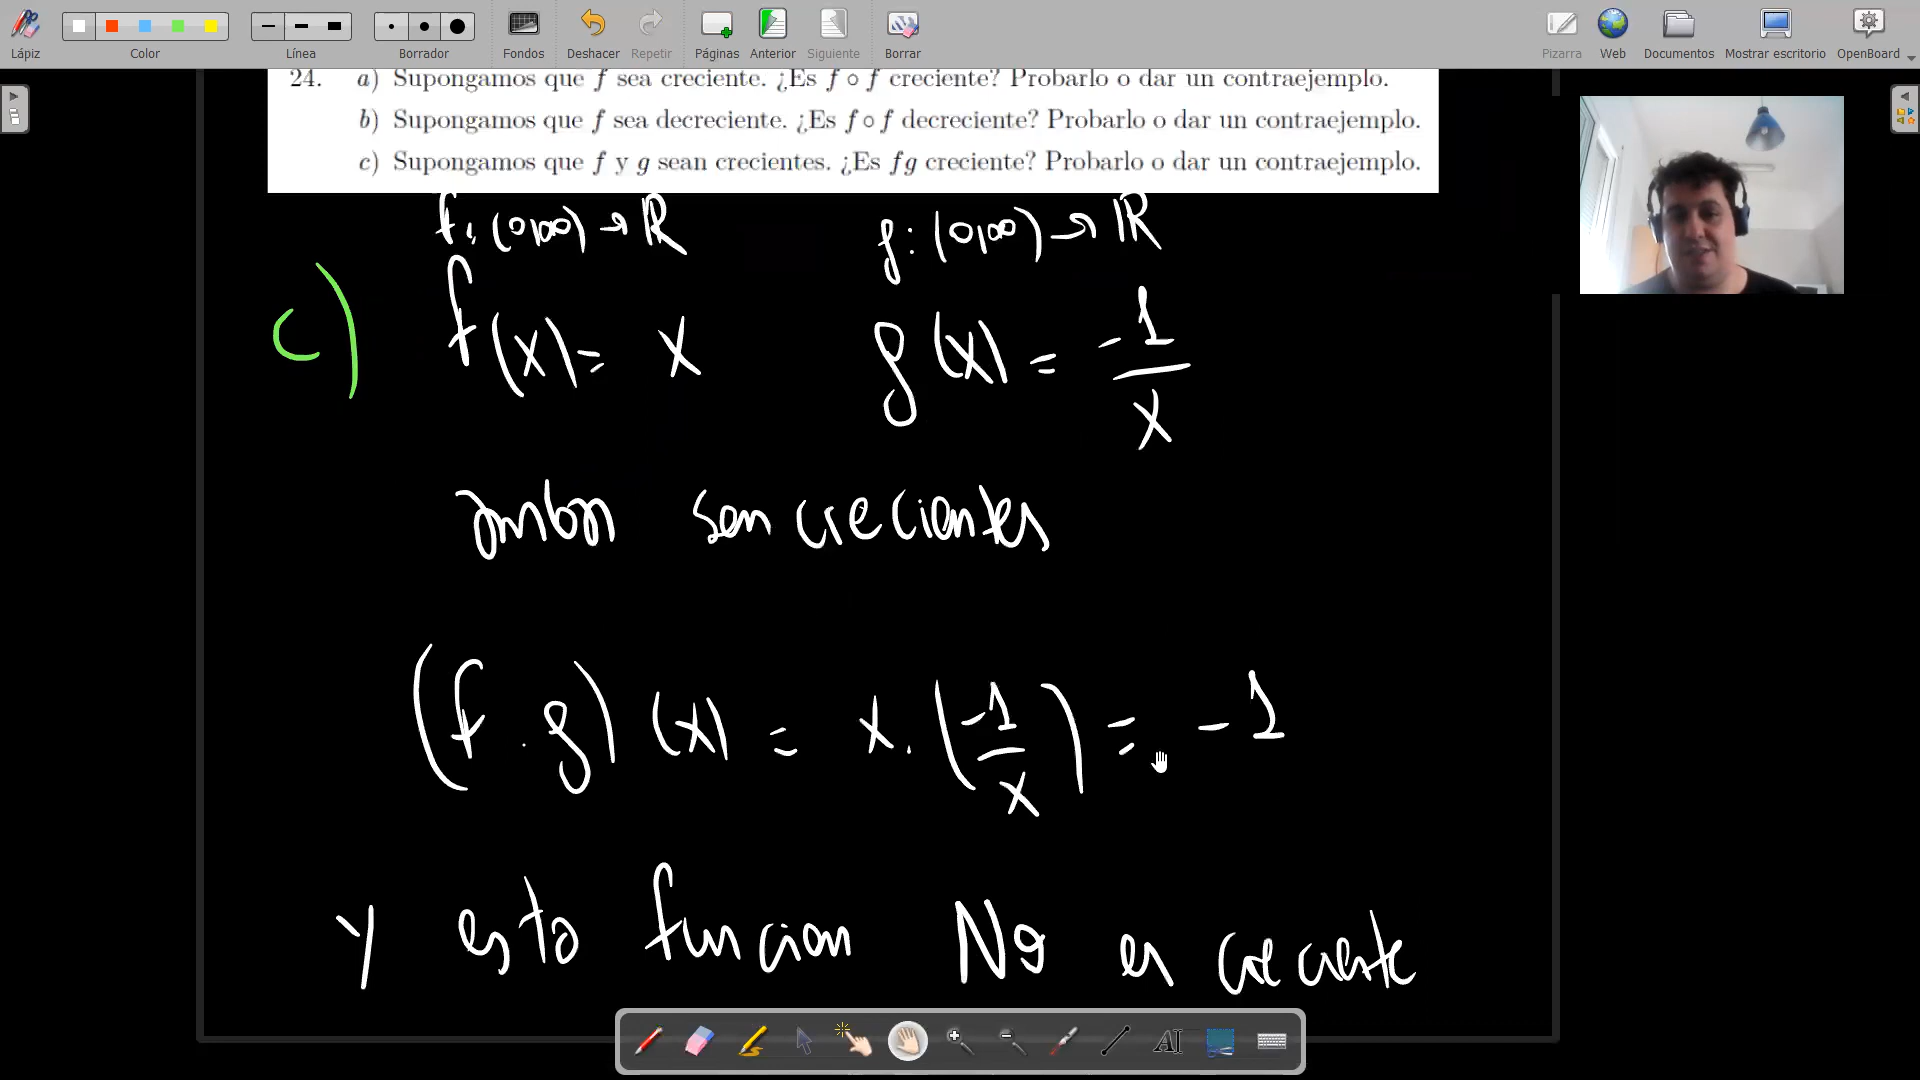 Lápiz Color Línea Borrador Fondos Deshacer Repetir Páginas Anterior Siguiente Borrar Pizarra Web Documentos Mostrar escritorio OpenBoard
24. a) Supongamos que f sea creciente. ¿Es f ∘ f creciente? Probarlo o dar un contraejemplo.
b) Supongamos que f sea decreciente. ¿Es f ∘ f decreciente? Probarlo o dar un contraejemplo.
c) Supongamos que f y g sean crecientes. ¿Es fg creciente? Probarlo o dar un contraejemplo.
f: (0,∞) → ℝ g: (0,∞) → ℝ
c) f(x) = x g(x) = -1/x
ambas son crecientes
(f · g)(x) = x · (-1/x) = -1
y esta función NO es creciente
AI